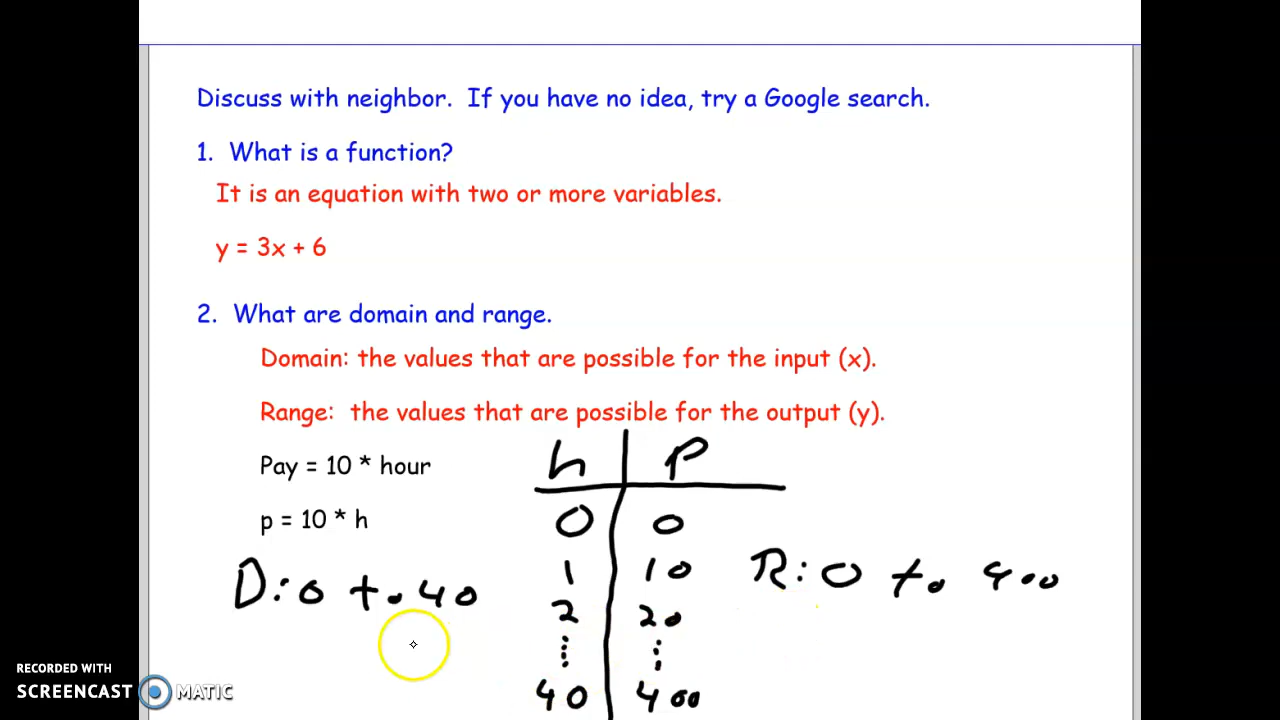 Discuss with neighbor. If you have no idea, try a Google search.
1. What is a function?
It is an equation with two or more variables.
y = 3x + 6
2. What are domain and range.
Domain: the values that are possible for the input (x).
Range: the values that are possible for the output (y).
Pay = 10 * hour
p = 10 * h
D: 0 to 40
h p
0 0
1 10
2 20
⋮ ⋮
40 400
R: 0 to 400
RECORDED WITH
SCREENCAST MATIC